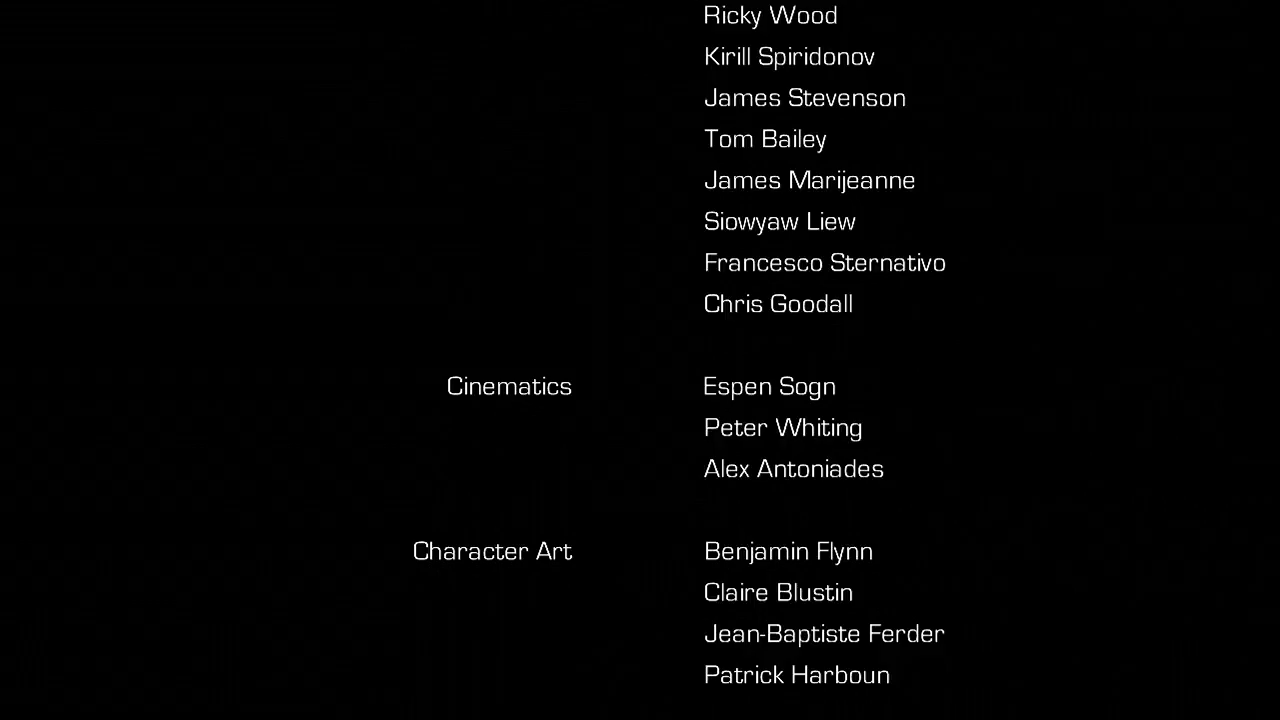 Ricky Wood
Kirill Spiridonov
James Stevenson
Tom Bailey
James Marijeanne
Siowyaw Liew
Francesco Sternativo
Chris Goodall
Cinematics Espen Sogn
Peter Whiting
Alex Antoniades
Character Art Benjamin Flynn
Claire Blustin
Jean-Baptiste Ferder
Patrick Harboun